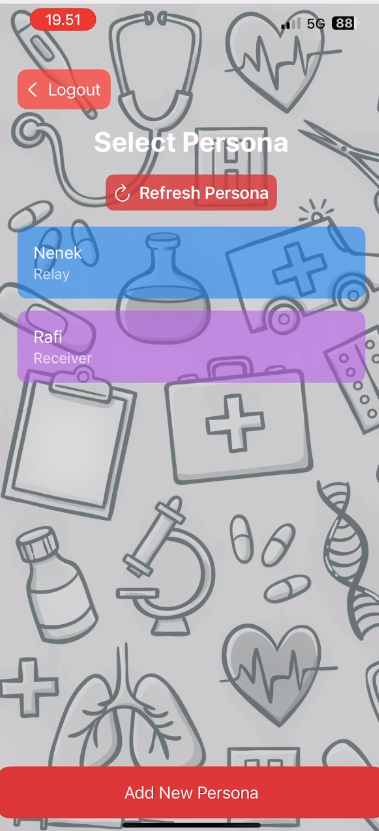 19.51
5G 88
Logout
Select Persona
Refresh Persona
Nenek
Relay
Rafi
Receiver
Add New Persona